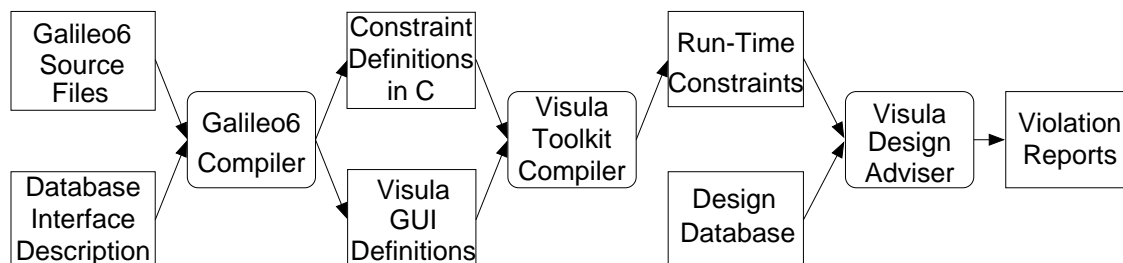 Galileo6
Source
Files
Database
Interface
Description
Galileo6
Compiler
Constraint
Definitions
in C
Visula
GUI
Definitions
Visula
Toolkit
Compiler
Run-Time
Constraints
Design
Database
Visula
Design
Adviser
Violation
Reports